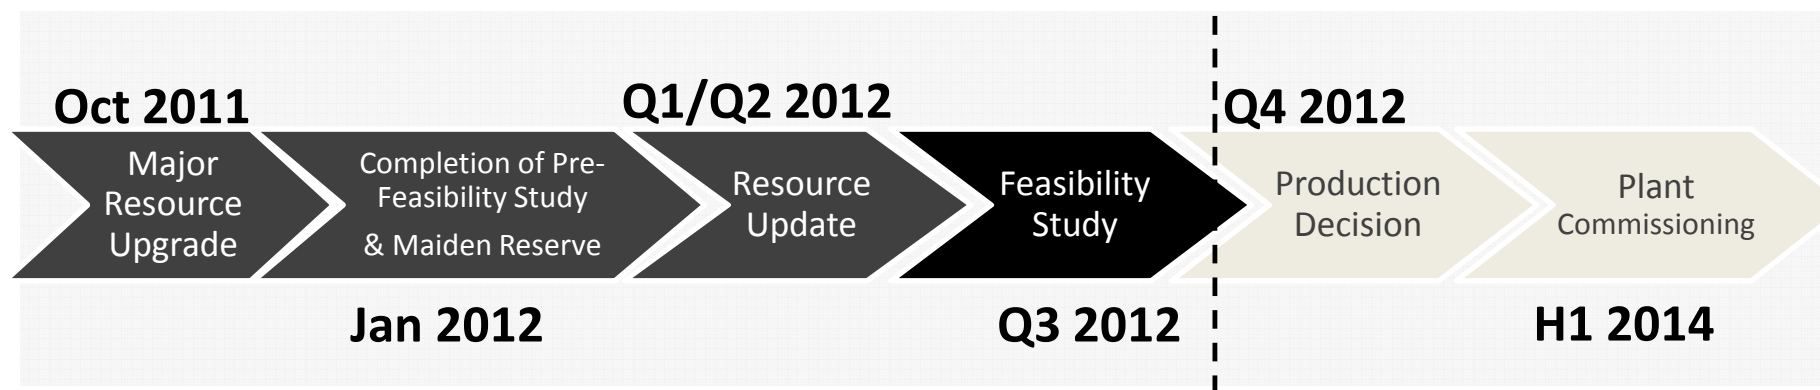 Oct 2011
Major
Resource
Upgrade
Completion of Pre-
Feasibility Study
& Maiden Reserve
Jan 2012
Q1/Q2 2012
Resource
Update
Feasibility
Study
Q3 2012
Q4 2012
Production
Decision
Plant
Commissioning
H1 2014